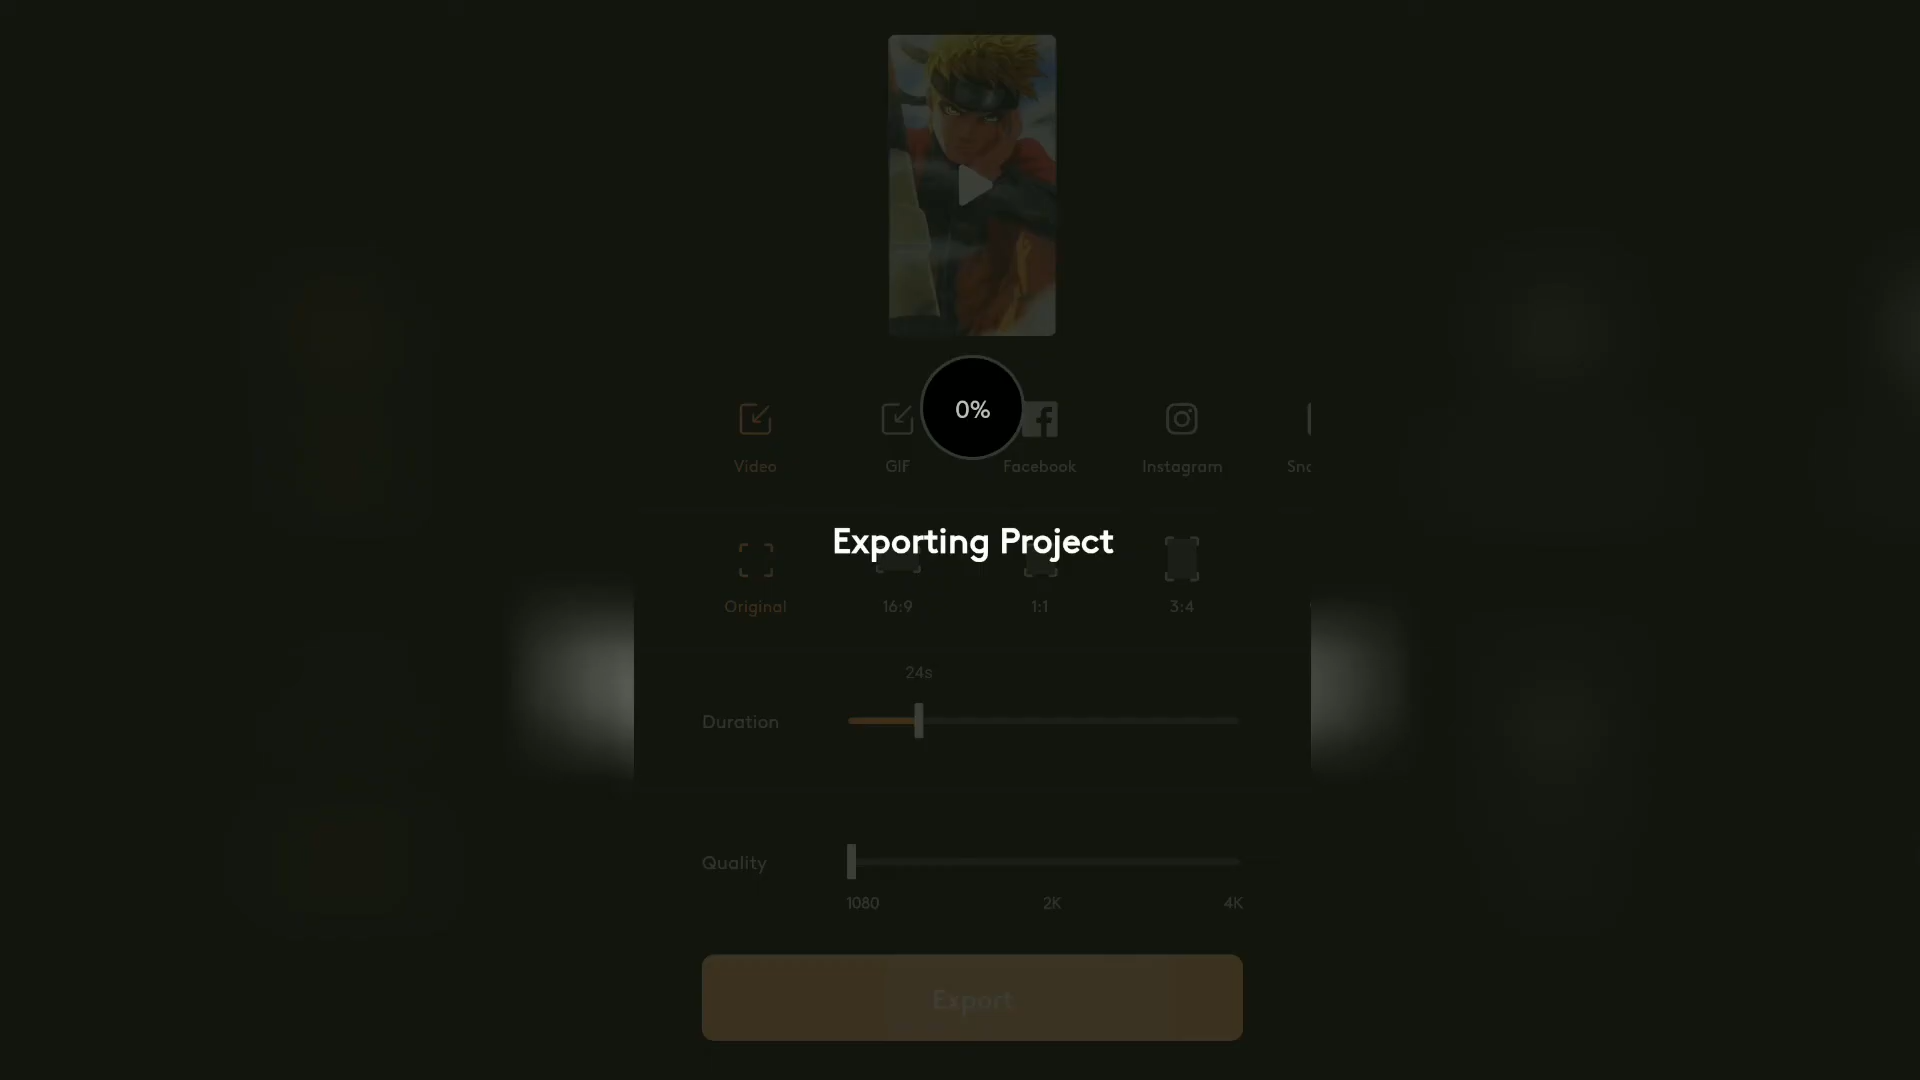 0%
Video GIF Facebook Instagram Sna
Exporting Project
Original 16:9 1:1 3:4
24s
Duration
Quality
1080 2K 4K
Export